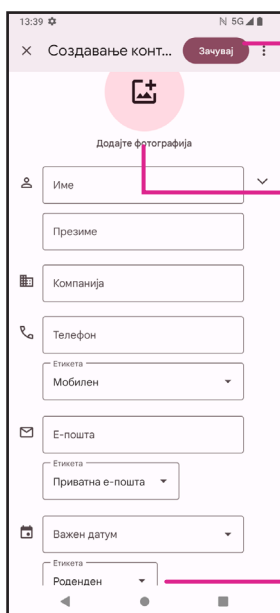 13:39 5G
Создавање конт... Зачувај
Додајте фотографија
Име
Презиме
Компанија
Телефон
Етикета
Мобилен
Е-пошта
Етикета
Приватна е-пошта
Важен датум
Етикета
Роденден